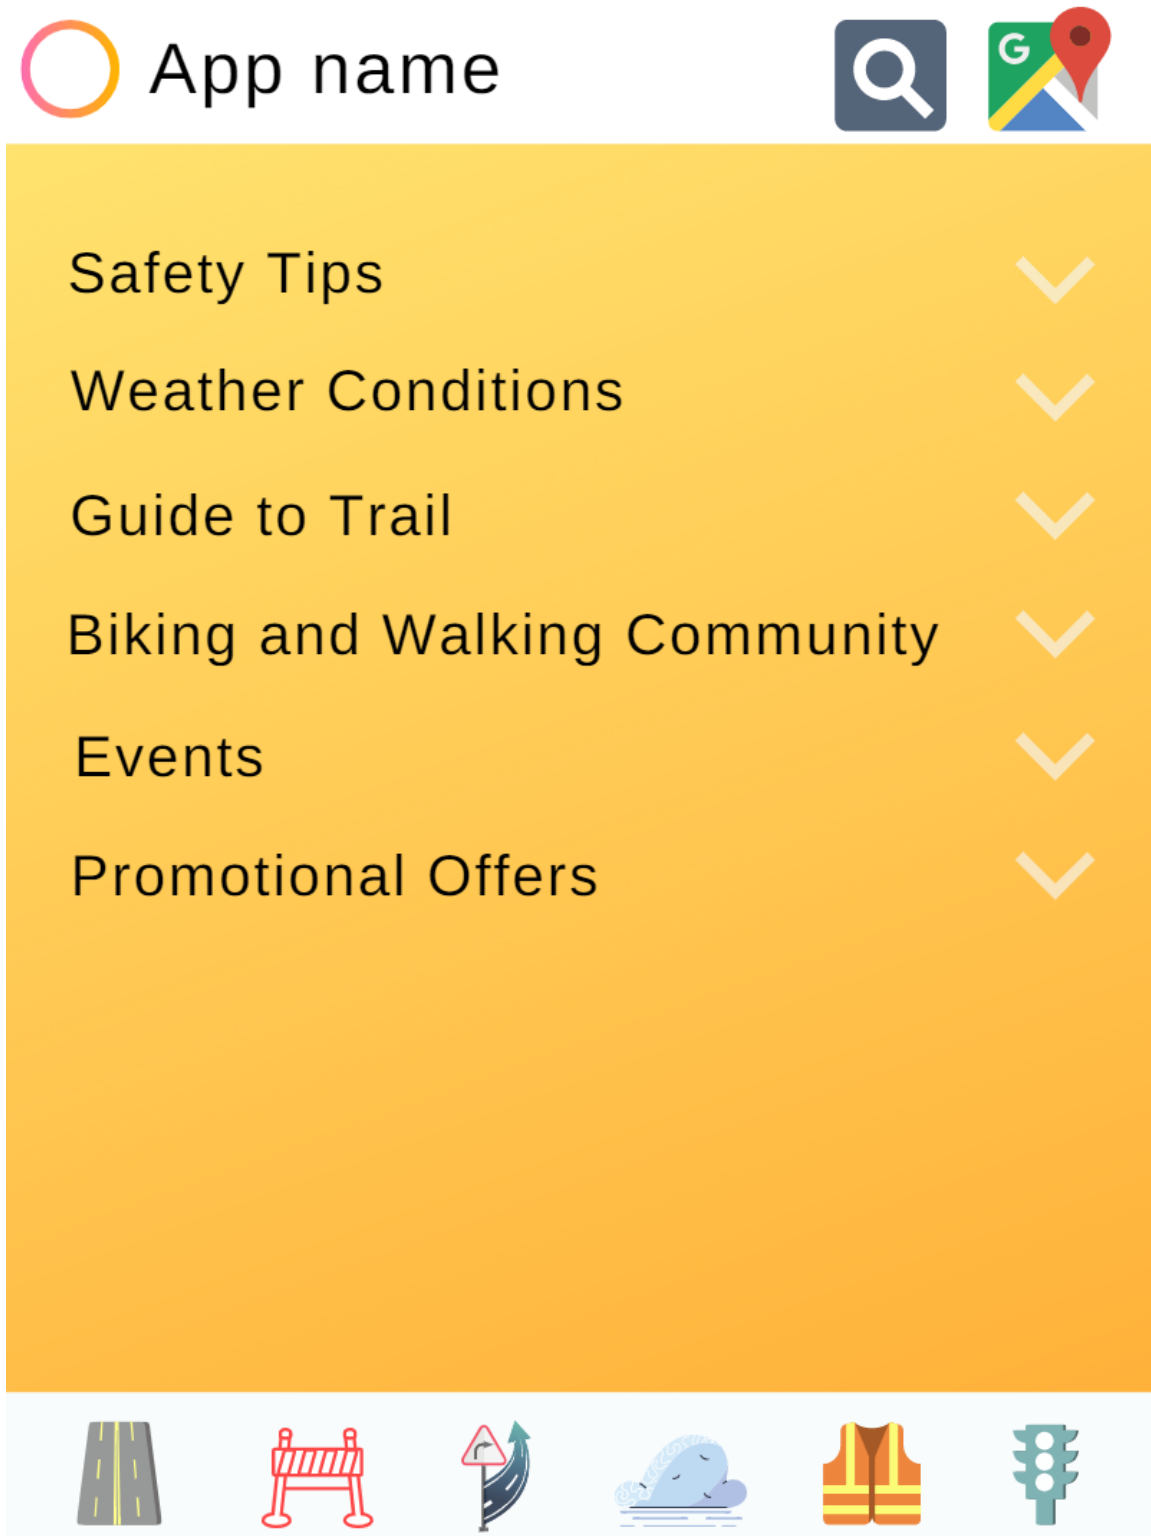 App name
G
Safety Tips
Weather Conditions
Guide to Trail
Biking and Walking Community
Events
Promotional Offers